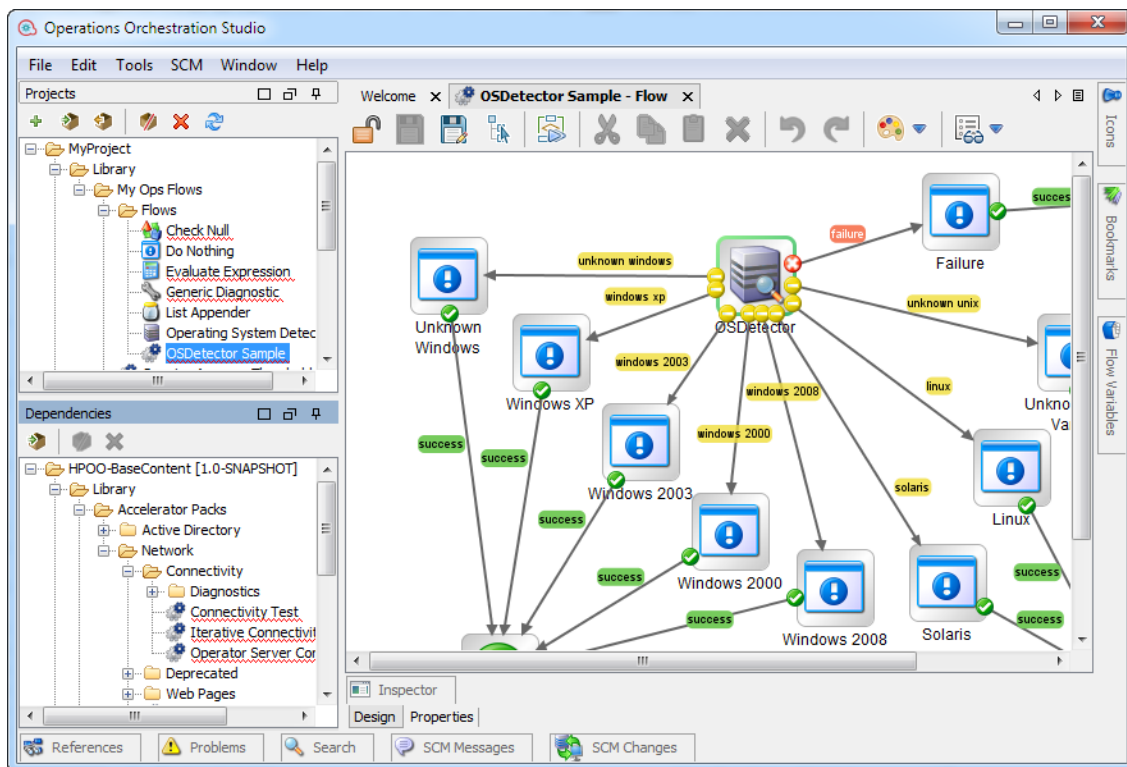 Operations Orchestration Studio
File Edit Tools SCM Window Help
Projects
MyProject
Library
My Ops Flows
Flows
Check Null
Do Nothing
Evaluate Expression
Generic Diagnostic
List Appender
Operating System Detec
OSDetector Sample
Dependencies
HPOO-BaseContent [1.0-SNAPSHOT]
Library
Accelerator Packs
Active Directory
Network
Connectivity
Diagnostics
Connectivity Test
Iterative Connectivit
Operator Server Cor
Deprecated
Web Pages
Welcome
OSDetector Sample - Flow
success
failure
Failure
unknown windows
unknown unix
windows xp
OSDetector
Unknown
Windows
windows 2003
linux
windows 2008
Windows XP
Unkno
Va
windows 2000
success
success
solaris
Windows 2003
Linux
success
Windows 2000
success
success
success
success
Windows 2008
Solaris
Inspector
Design Properties
References Problems Search SCM Messages SCM Changes
Icons
Bookmarks
Flow Variables